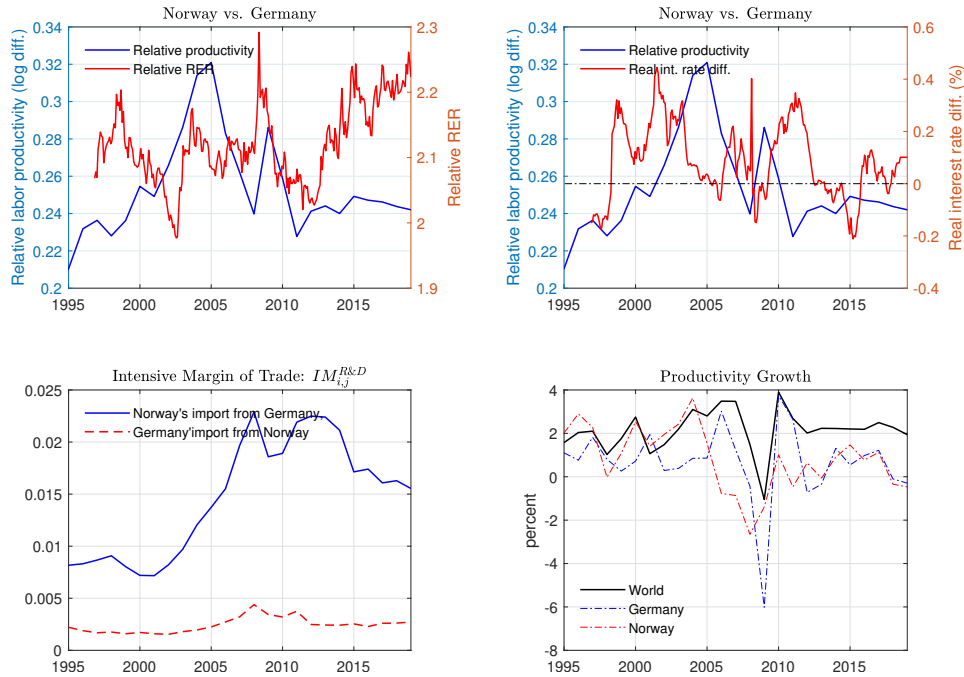 Norway vs. Germany
Relative labor productivity (log diff.)
0.34
0.32
0.3
0.28
0.26
0.24
0.22
0.2
Relative productivity
Relative RER
2.3
2.2
2.1
2
1.9
Relative RER
1995 2000 2005 2010 2015
Norway vs. Germany
Relative labor productivity (log diff.)
0.34
0.32
0.3
0.28
0.26
0.24
0.22
0.2
Relative productivity
Real int. rate diff.
0.6
0.4
0.2
0
-0.2
-0.4
Real interest rate diff. (%)
1995 2000 2005 2010 2015
Intensive Margin of Trade: $IM_{i,j}^{R\&D}$
0.025
0.02
0.015
0.01
0.005
0
Norway's import from Germany
Germany'import from Norway
1995 2000 2005 2010 2015
Productivity Growth
percent
4
2
0
-2
-4
-6
-8
World
Germany
Norway
1995 2000 2005 2010 2015